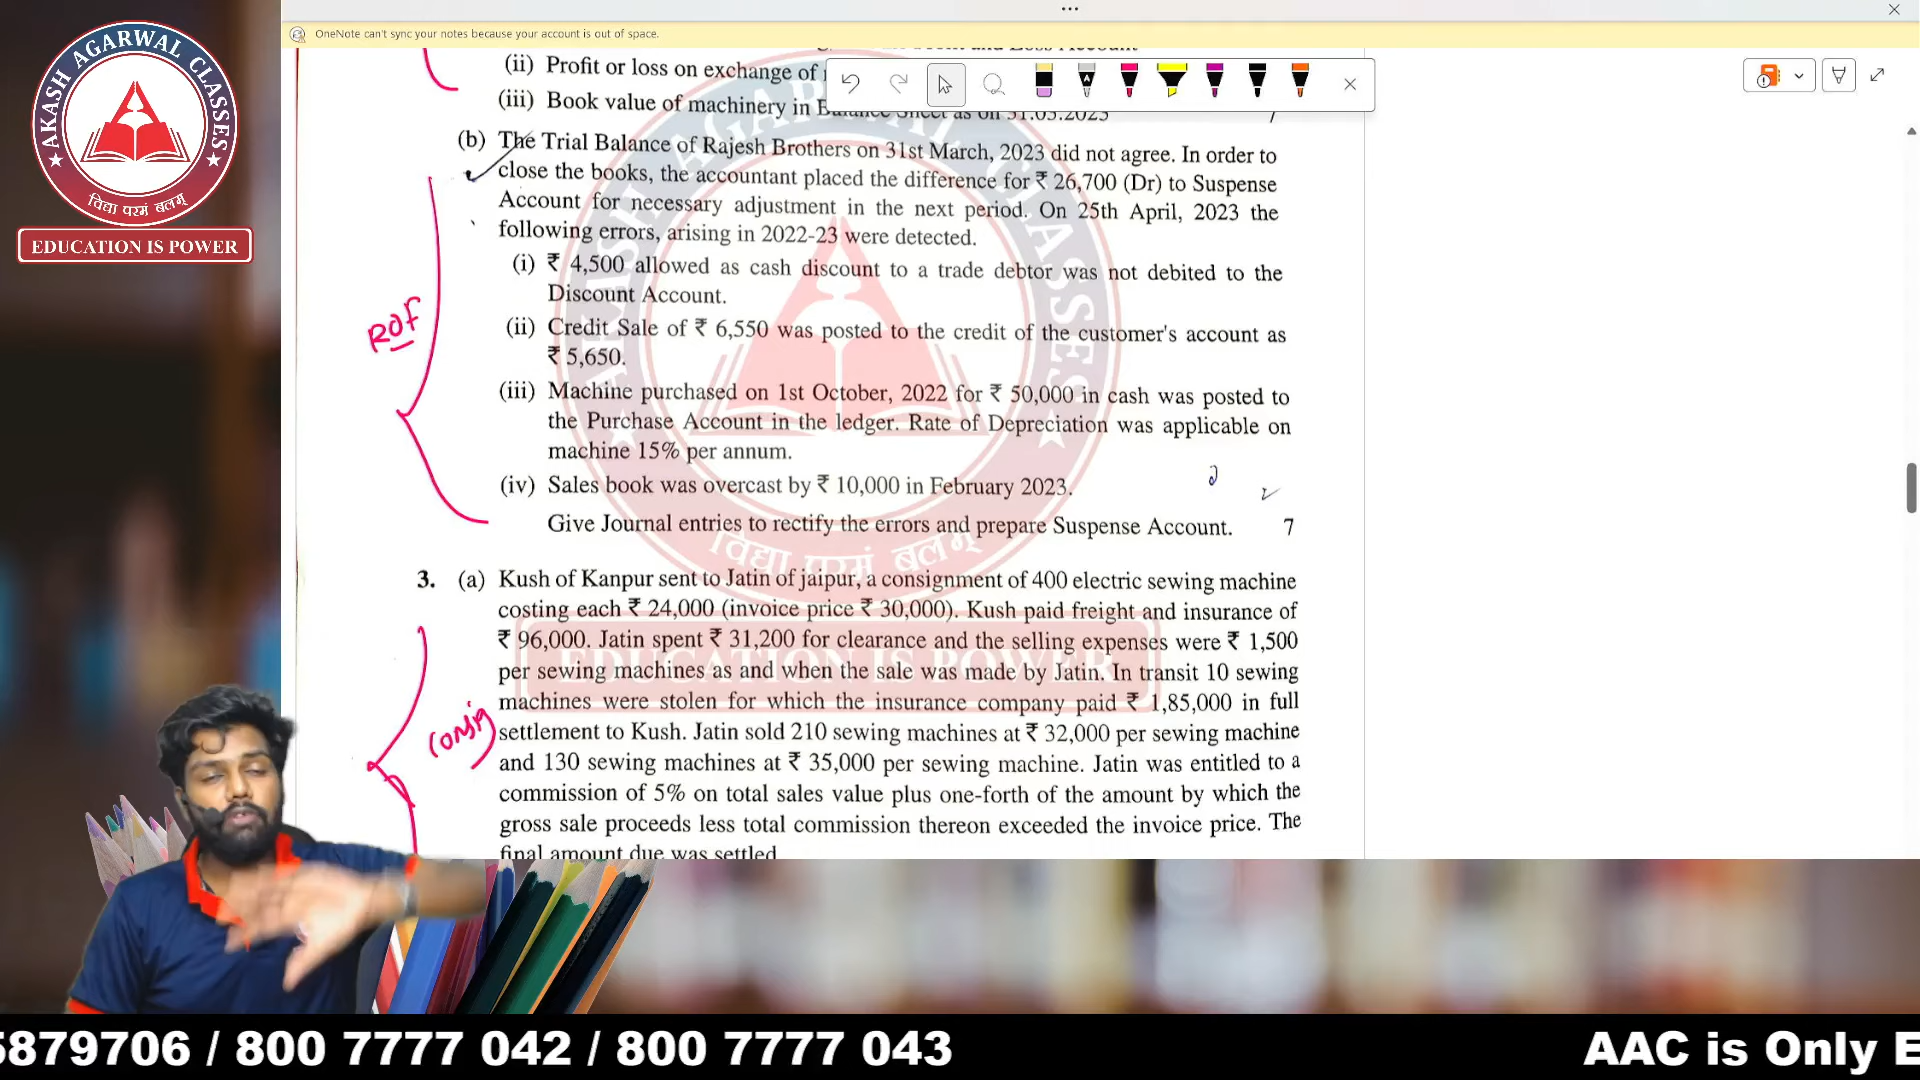 AKASH AGARWAL CLASSES
विद्या परमं बलम्
EDUCATION IS POWER
OneNote can't sync your notes because your account is out of space.
(ii) Profit or loss on exchange of
(iii) Book value of machinery in Balance Sheet as on 31.03.2023 7
(b) The Trial Balance of Rajesh Brothers on 31st March, 2023 did not agree. In order to
close the books, the accountant placed the difference for ₹ 26,700 (Dr) to Suspense
Account for necessary adjustment in the next period. On 25th April, 2023 the
following errors, arising in 2022-23 were detected.
(i) ₹ 4,500 allowed as cash discount to a trade debtor was not debited to the
Discount Account.
(ii) Credit Sale of ₹ 6,550 was posted to the credit of the customer's account as
₹ 5,650.
ROF
(iii) Machine purchased on 1st October, 2022 for ₹ 50,000 in cash was posted to
the Purchase Account in the ledger. Rate of Depreciation was applicable on
machine 15% per annum.
(iv) Sales book was overcast by ₹ 10,000 in February 2023.
Give Journal entries to rectify the errors and prepare Suspense Account. 7
विद्या परमं बलम्
3. (a) Kush of Kanpur sent to Jatin of jaipur, a consignment of 400 electric sewing machine
costing each ₹ 24,000 (invoice price ₹ 30,000). Kush paid freight and insurance of
₹ 96,000. Jatin spent ₹ 31,200 for clearance and the selling expenses were ₹ 1,500
EDUCATION IS POWER
per sewing machines as and when the sale was made by Jatin. In transit 10 sewing
machines were stolen for which the insurance company paid ₹ 1,85,000 in full
Consig
settlement to Kush. Jatin sold 210 sewing machines at ₹ 32,000 per sewing machine
and 130 sewing machines at ₹ 35,000 per sewing machine. Jatin was entitled to a
commission of 5% on total sales value plus one-forth of the amount by which the
gross sale proceeds less total commission thereon exceeded the invoice price. The
final amount due was settled
5879706 / 800 7777 042 / 800 7777 043
AAC is Only E